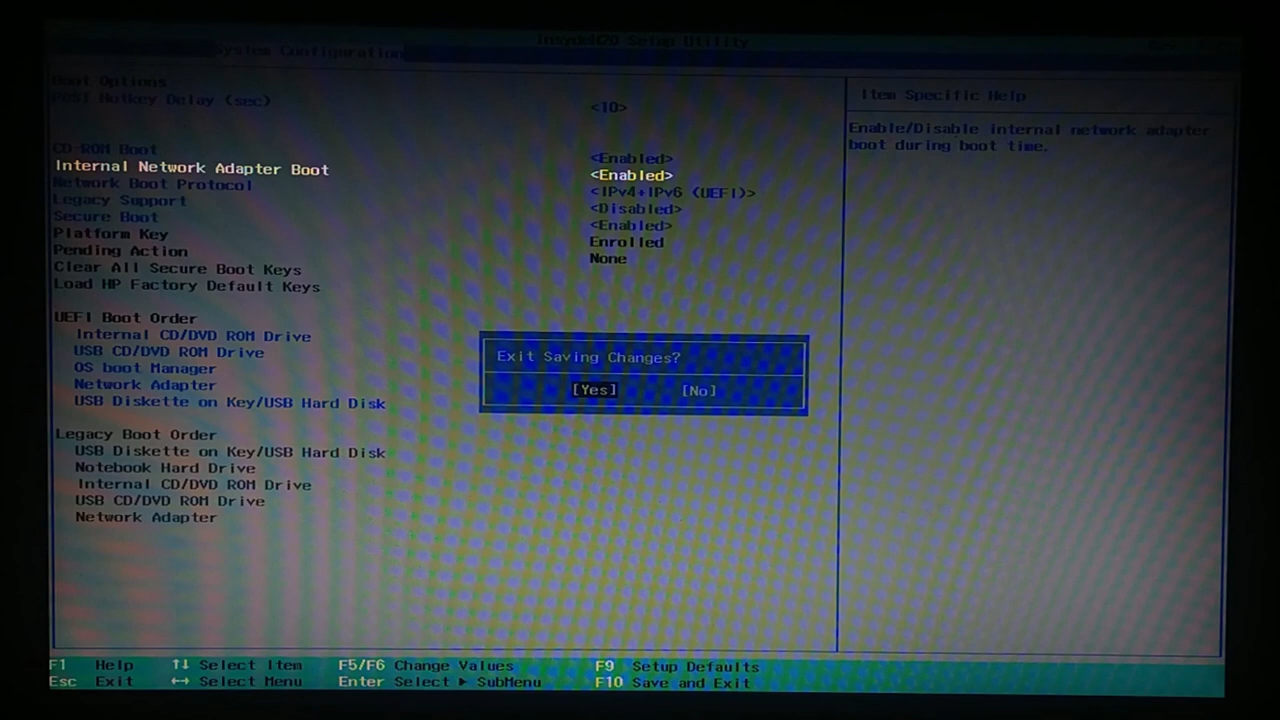 InsydeH20 Setup Utility
System Configuration
Boot Options
POST Hotkey Delay (sec) <10>
CD-ROM Boot <Enabled>
Internal Network Adapter Boot <Enabled>
Network Boot Protocol <IPv4+IPv6 (UEFI)>
Legacy Support <Disabled>
Secure Boot <Enabled>
Platform Key Enrolled
Pending Action None
Clear All Secure Boot Keys
Load HP Factory Default Keys
UEFI Boot Order
Internal CD/DVD ROM Drive
USB CD/DVD ROM Drive
OS boot Manager
Network Adapter
USB Diskette on Key/USB Hard Disk
Legacy Boot Order
USB Diskette on Key/USB Hard Disk
Notebook Hard Drive
Internal CD/DVD ROM Drive
USB CD/DVD ROM Drive
Network Adapter
Item Specific Help
Enable/Disable internal network adapter
boot during boot time.
Exit Saving Changes?
[Yes] [No]
F1 Help ↑↓ Select Item F5/F6 Change Values F9 Setup Defaults
Esc Exit ↔ Select Menu Enter Select ▶ SubMenu F10 Save and Exit